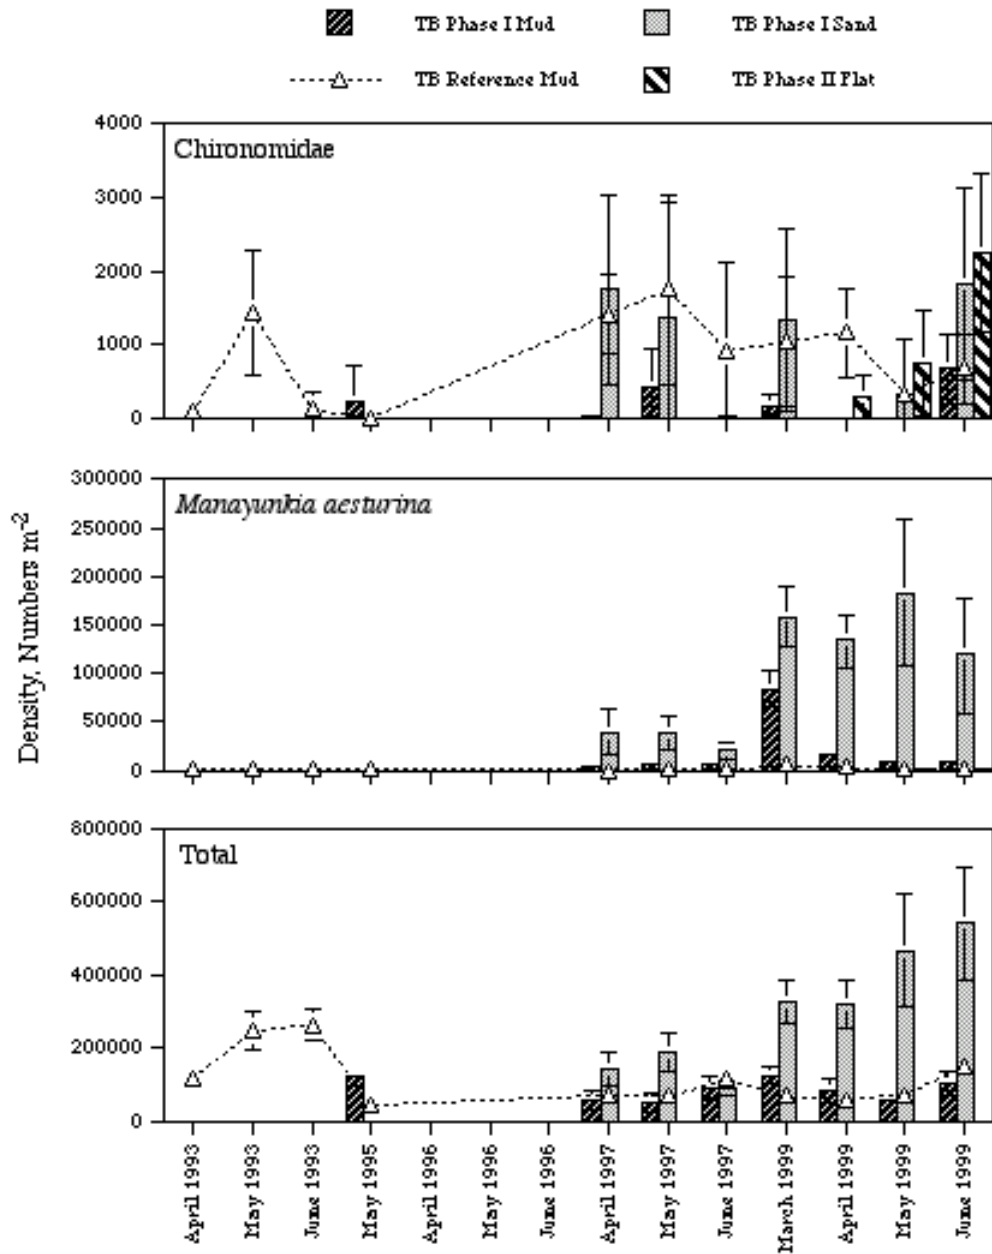 TB Phase I Mud
TB Phase I Sand
TB Reference Mud
TB Phase II Flat
Density, Numbers m-2
Chironomidae
4000
3000
2000
1000
0
Manayunkia aesturina
300000
250000
200000
150000
100000
50000
0
Total
800000
600000
400000
200000
0
April 1993
May 1993
June 1993
May 1995
April 1996
May 1996
June 1996
April 1997
May 1997
June 1997
March 1999
April 1999
May 1999
June 1999